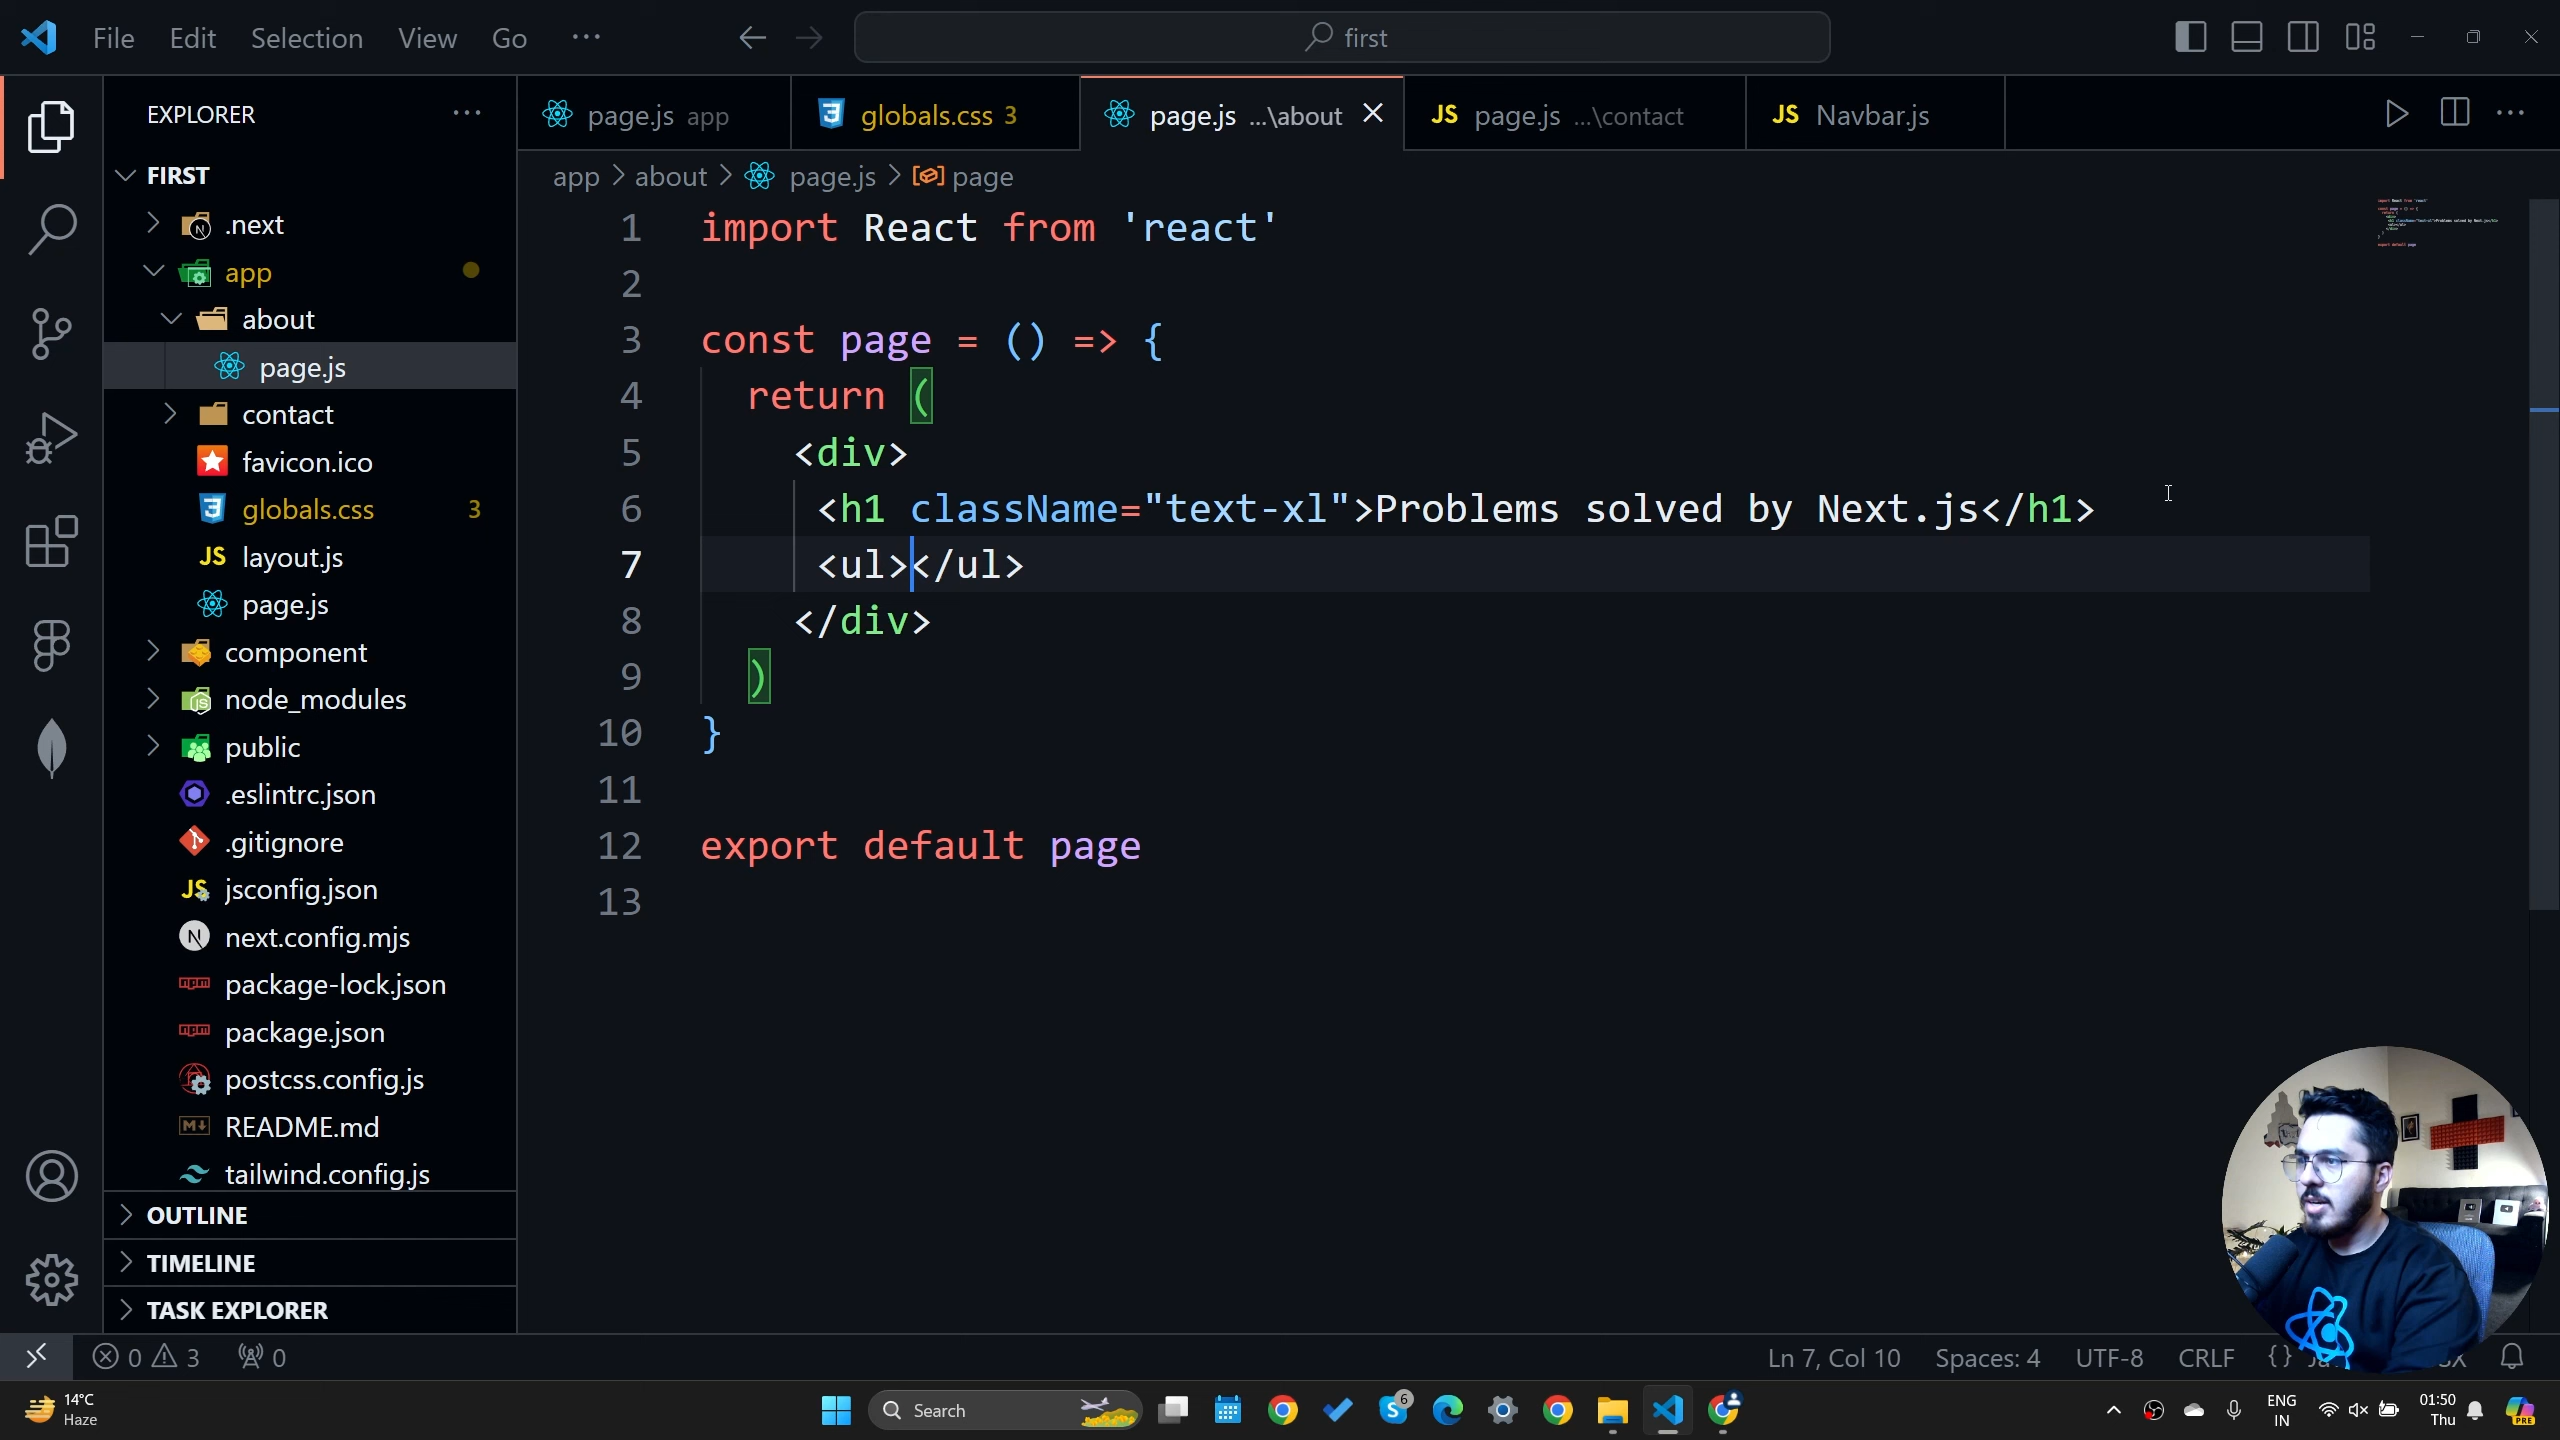 File Edit Selection View Go ··· first
EXPLORER ···
FIRST
.next
app
about
page.js
contact
favicon.ico
globals.css 3
layout.js
page.js
component
node_modules
public
.eslintrc.json
.gitignore
jsconfig.json
next.config.mjs
package-lock.json
package.json
postcss.config.js
README.md
tailwind.config.js
OUTLINE
TIMELINE
TASK EXPLORER
page.js app globals.css 3 page.js ...\about JS page.js ...\contact JS Navbar.js
app > about > page.js > page
1 import React from 'react'
2
3 const page = () => {
4 return (
5 <div>
6 <h1 className="text-xl">Problems solved by Next.js</h1>
7 <ul></ul>
8 </div>
9 )
10 }
11
12 export default page
13
0 3 0 Ln 7, Col 10 Spaces: 4 UTF-8 CRLF {}
14°C
Haze
Search
6
ENG
IN
01:50
Thu
PRE